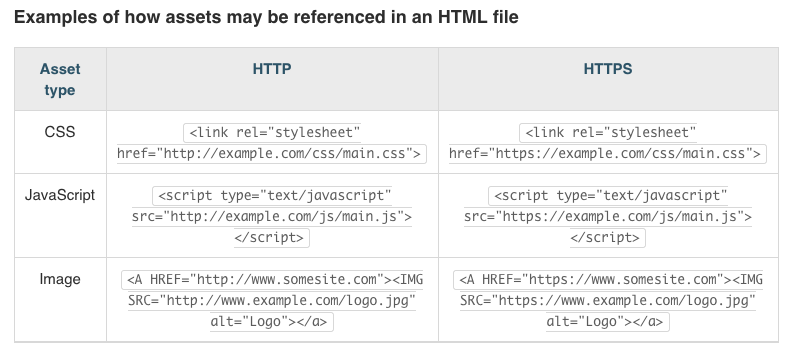 Examples of how assets may be referenced in an HTML file
Asset type HTTP HTTPS
CSS
<link rel="stylesheet"
href="http://example.com/css/main.css">
<link rel="stylesheet"
href="https://example.com/css/main.css">
JavaScript
<script type="text/javascript"
src="http://example.com/js/main.js">
</script>
<script type="text/javascript"
src="https://example.com/js/main.js">
</script>
Image
<A HREF="http://www.somesite.com"><IMG
SRC="http://www.example.com/logo.jpg"
alt="Logo"></a>
<A HREF="https://www.somesite.com"><IMG
SRC="https://www.example.com/logo.jpg"
alt="Logo"></a>